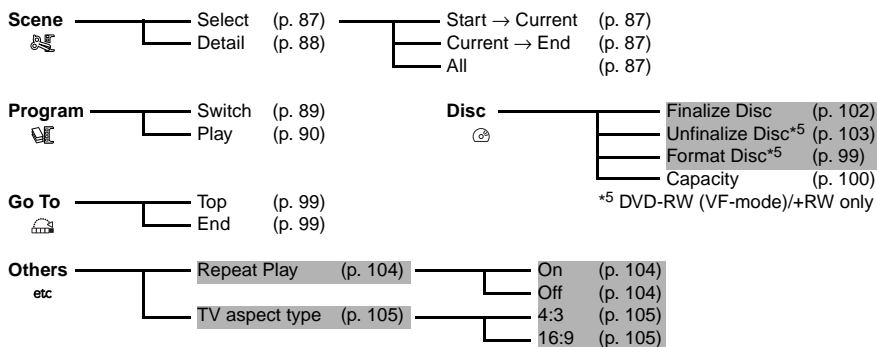 Scene Select (p. 87) Start → Current (p. 87)
Detail (p. 88) Current → End (p. 87)
All (p. 87)
Program Switch (p. 89) Disc Finalize Disc (p. 102)
Play (p. 90) Unfinalize Disc*5 (p. 103)
Format Disc*5 (p. 99)
Capacity (p. 100)
Go To Top (p. 99) *5 DVD-RW (VF-mode)/+RW only
End (p. 99)
Others Repeat Play (p. 104) On (p. 104)
etc Off (p. 104)
TV aspect type (p. 105) 4:3 (p. 105)
16:9 (p. 105)